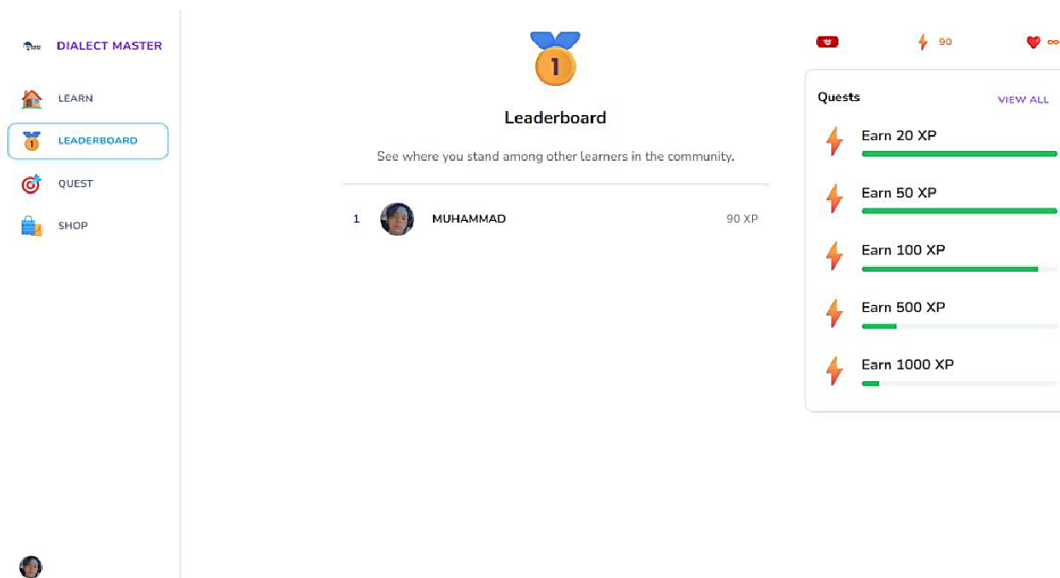 DIALECT MASTER
LEARN
LEADERBOARD
QUEST
SHOP
1
Leaderboard
See where you stand among other learners in the community.
1 MUHAMMAD 90 XP
90 ∞
Quests VIEW ALL
Earn 20 XP
Earn 50 XP
Earn 100 XP
Earn 500 XP
Earn 1000 XP